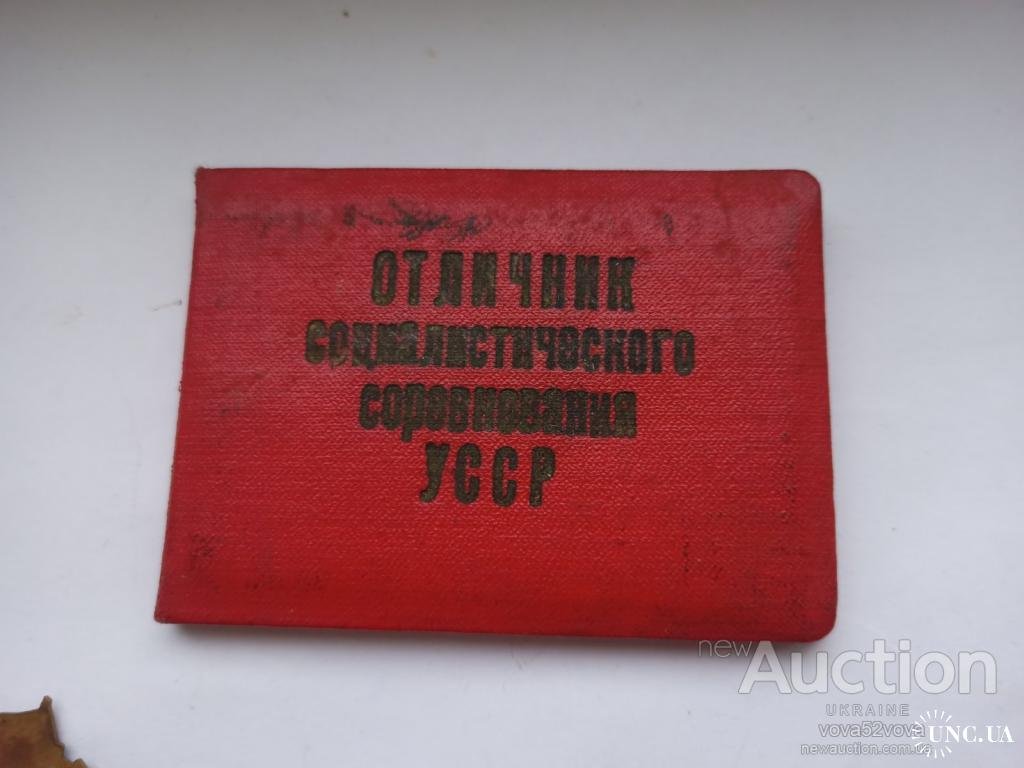 ОТЛИЧНИК
социалистического
соревнования
УССР
new Auction
UKRAINE
vova52vova
newauction.com.ua
UNC.UA